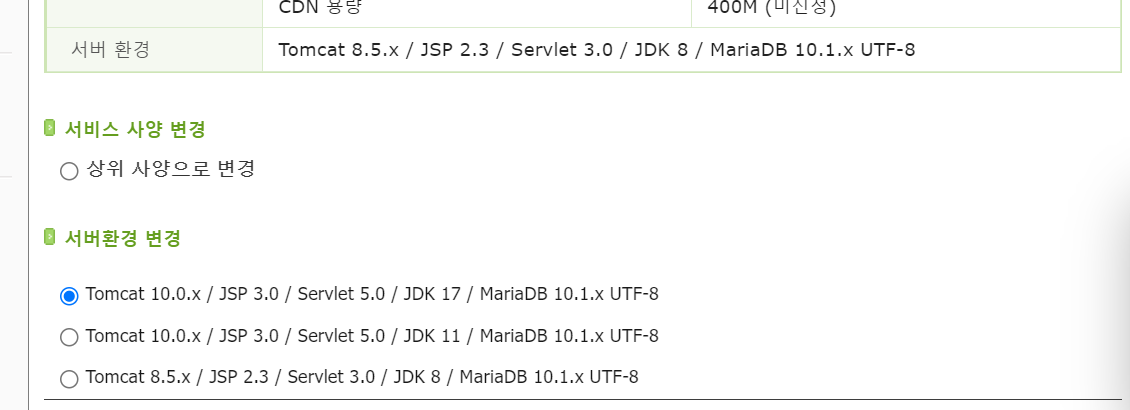 CDN 용량 400M (미신청)
서버 환경 Tomcat 8.5.x / JSP 2.3 / Servlet 3.0 / JDK 8 / MariaDB 10.1.x UTF-8
서비스 사양 변경
상위 사양으로 변경
서버환경 변경
Tomcat 10.0.x / JSP 3.0 / Servlet 5.0 / JDK 17 / MariaDB 10.1.x UTF-8
Tomcat 10.0.x / JSP 3.0 / Servlet 5.0 / JDK 11 / MariaDB 10.1.x UTF-8
Tomcat 8.5.x / JSP 2.3 / Servlet 3.0 / JDK 8 / MariaDB 10.1.x UTF-8